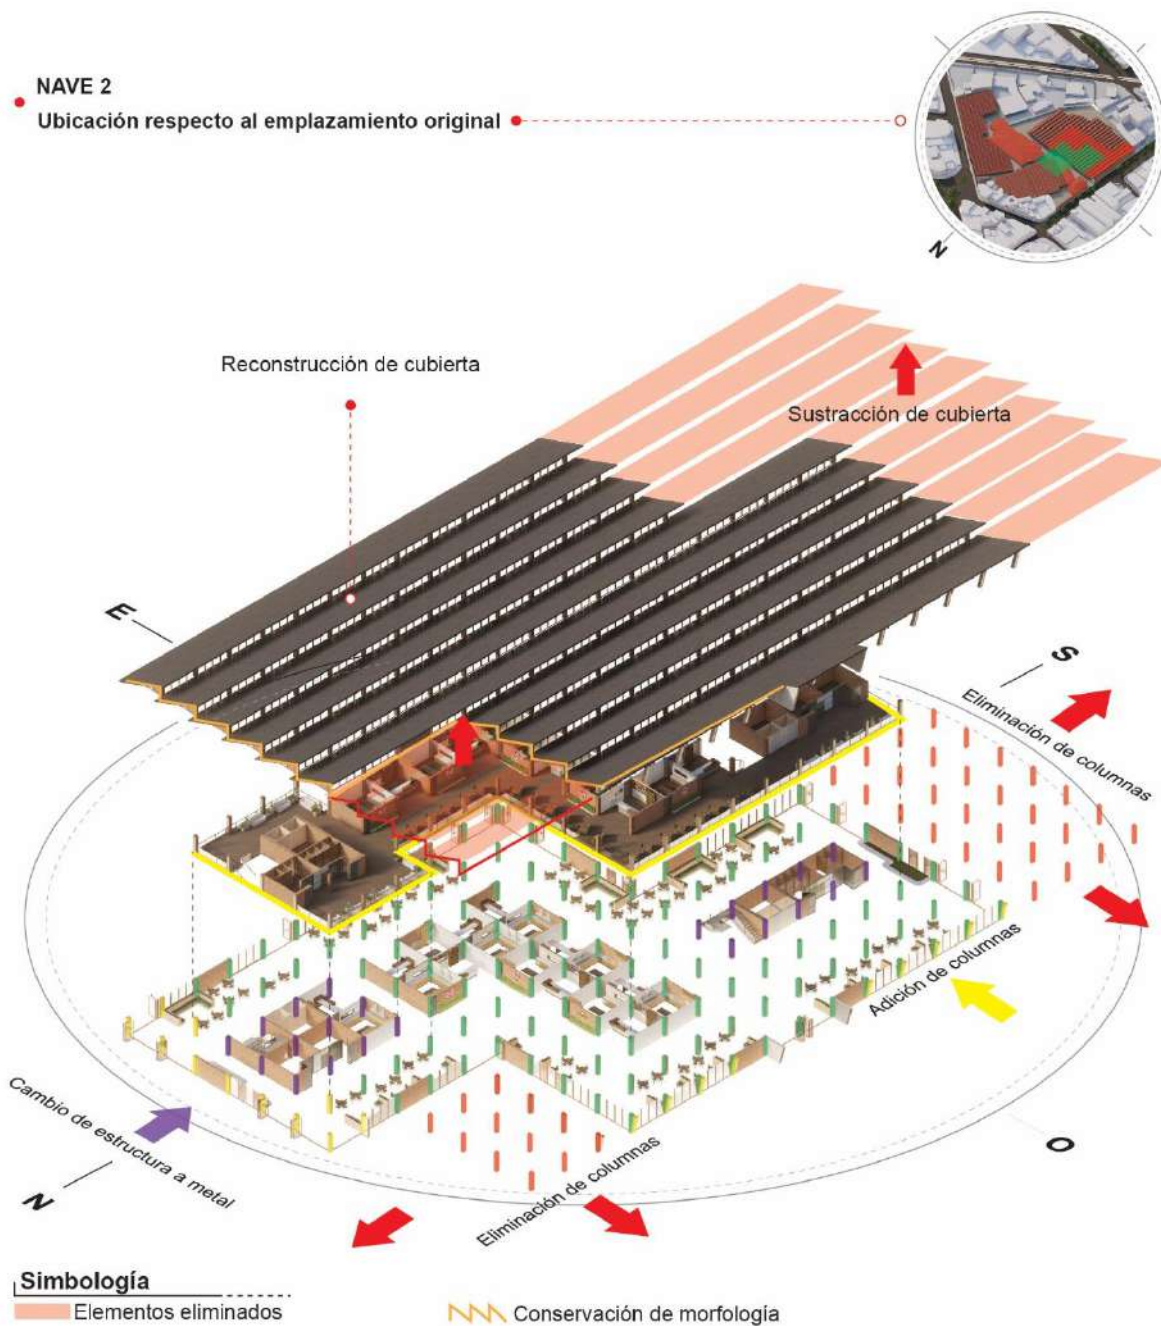 NAVE 2
Ubicación respecto al emplazamiento original
N
Reconstrucción de cubierta
Sustracción de cubierta
E
S
Eliminación de columnas
Adición de columnas
Cambio de estructura a metal
N
O
Eliminación de columnas
Simbología
Elementos eliminados
Conservación de morfología